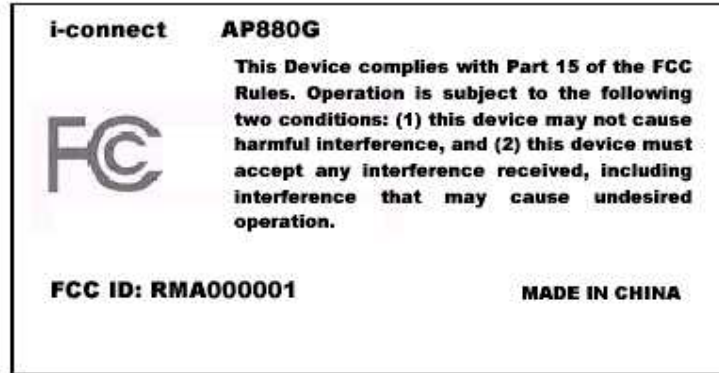 i-connect AP880G
This Device complies with Part 15 of the FCC
Rules. Operation is subject to the following
two conditions: (1) this device may not cause
harmful interference, and (2) this device must
accept any interference received, including
interference that may cause undesired
operation.
FCC
FCC ID: RMA000001
MADE IN CHINA